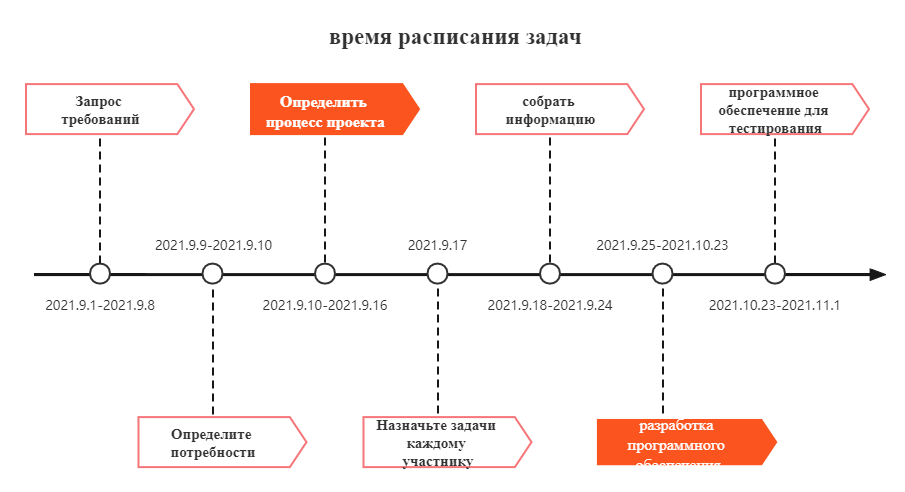 время расписания задач
Запрос
требований
Определить
процесс проекта
собрать
информацию
программное
обеспечение для
тестирования
2021.9.9-2021.9.10
2021.9.17
2021.9.25-2021.10.23
2021.9.1-2021.9.8
2021.9.10-2021.9.16
2021.9.18-2021.9.24
2021.10.23-2021.11.1
Определите
потребности
Назначьте задачи
каждому
участнику
разработка
программного
обеспечения